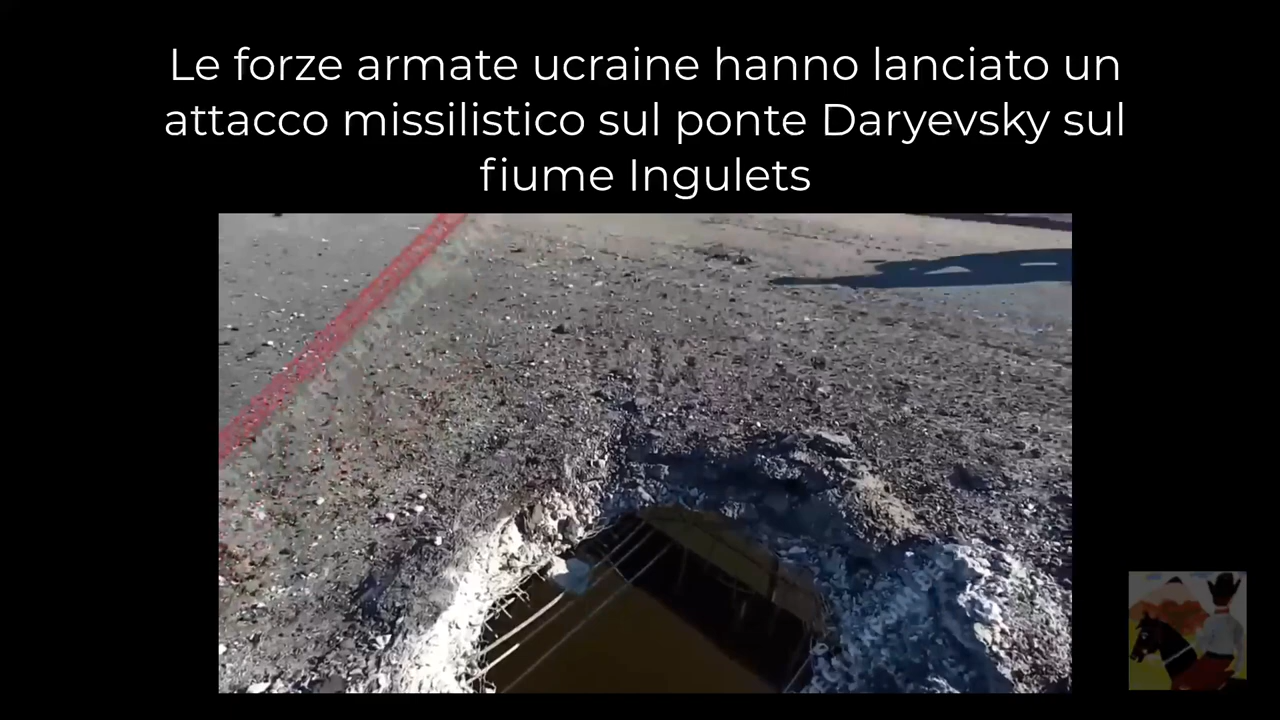 Le forze armate ucraine hanno lanciato un
attacco missilistico sul ponte Daryevsky sul
fiume Ingulets